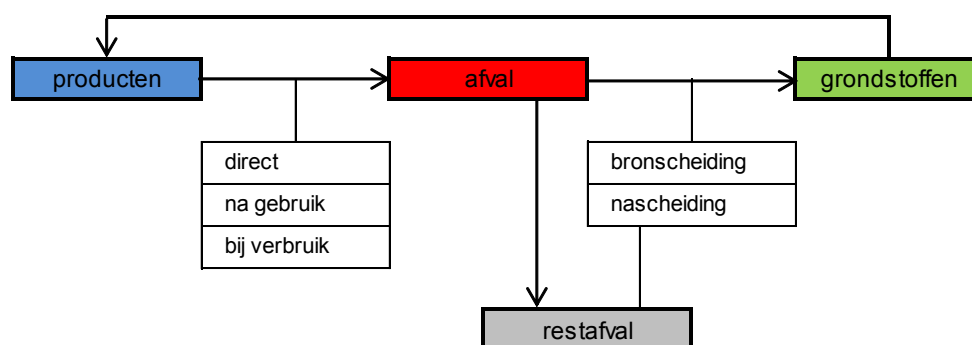 producten
afval
grondstoffen
direct
na gebruik
bij verbruik
bronscheiding
nascheiding
restafval